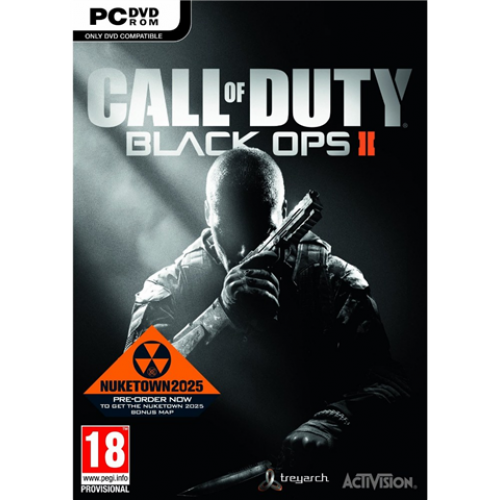 PC DVD ROM
ONLY DVD COMPATIBLE
CALL OF DUTY
BLACK OPS II
NUKETOWN2025
PRE-ORDER NOW
TO GET THE NUKETOWN 2025
BONUS MAP
18
www.pegi.info
PROVISIONAL
treyarch
ACTIVISION.